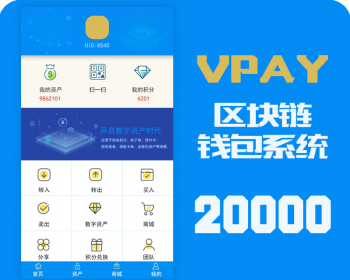 UID:6545
我的资产
扫一扫
我的积分
9862101
6201
开启数字资产时代
转入
转出
买入
卖出
数字资产
商城
分享
积分兑换
团队
首页
资产
商城
我的
VPAY
区块链
钱包系统
20000